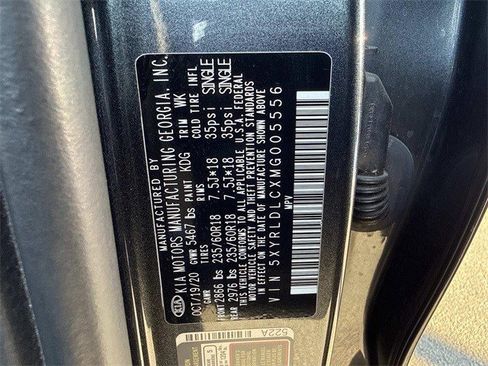 MANUFACTURED BY
KIA KIA MOTORS MANUFACTURING GEORGIA, INC.
OCT/19/20 GVWR 5467 lbs PAINT KDG TRIM WK
GAWR TIRES RIMS COLD TIRE INFL
FRONT 2866 lbs 235/60R18 7.5J*18 35psi SINGLE
REAR 2976 lbs 235/60R18 7.5J*18 35psi SINGLE
THIS VEHICLE CONFORMS TO ALL APPLICABLE U.S.A. FEDERAL
MOTOR VEHICLE SAFETY AND THEFT PREVENTION STANDARDS
IN EFFECT ON THE DATE OF MANUFACTURE SHOWN ABOVE
VIN 5XYRLDLCXMG005556
MPV
622A